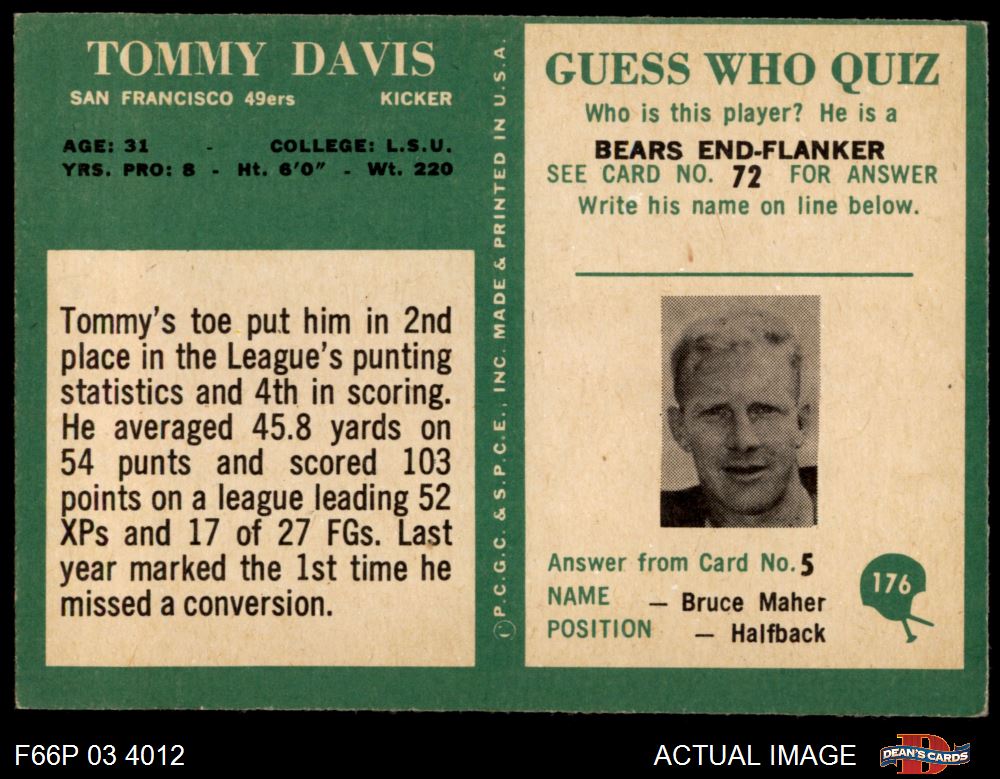 TOMMY DAVIS
SAN FRANCISCO 49ers KICKER
AGE: 31 - COLLEGE: L.S.U.
YRS. PRO: 8 - Ht. 6'0" - Wt. 220
Tommy's toe put him in 2nd
place in the League's punting
statistics and 4th in scoring.
He averaged 45.8 yards on
54 punts and scored 103
points on a league leading 52
XPs and 17 of 27 FGs. Last
year marked the 1st time he
missed a conversion.
© P.C.G.C. & S.P.C.E., INC. MADE & PRINTED IN U.S.A.
GUESS WHO QUIZ
Who is this player? He is a
BEARS END-FLANKER
SEE CARD NO. 72 FOR ANSWER
Write his name on line below.
Answer from Card No. 5
NAME — Bruce Maher
POSITION — Halfback
176
F66P 03 4012
ACTUAL IMAGE
DEAN'S CARDS